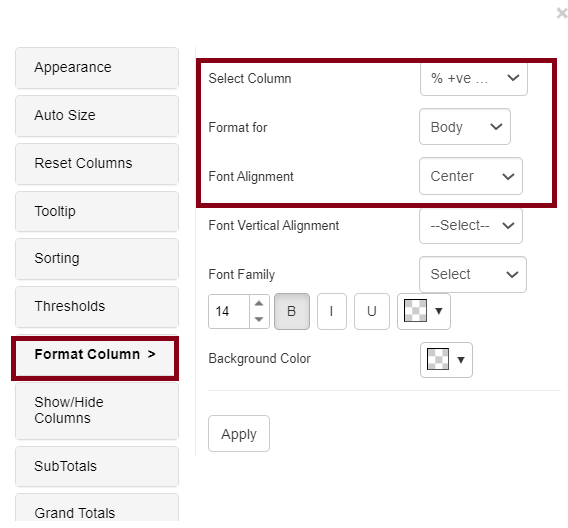 ×
Appearance
Auto Size
Reset Columns
Tooltip
Sorting
Thresholds
Format Column >
Show/Hide
Columns
SubTotals
Grand Totals
Select Column % +ve ...
Format for Body
Font Alignment Center
Font Vertical Alignment --Select--
Font Family Select
14 B I U
Background Color
Apply